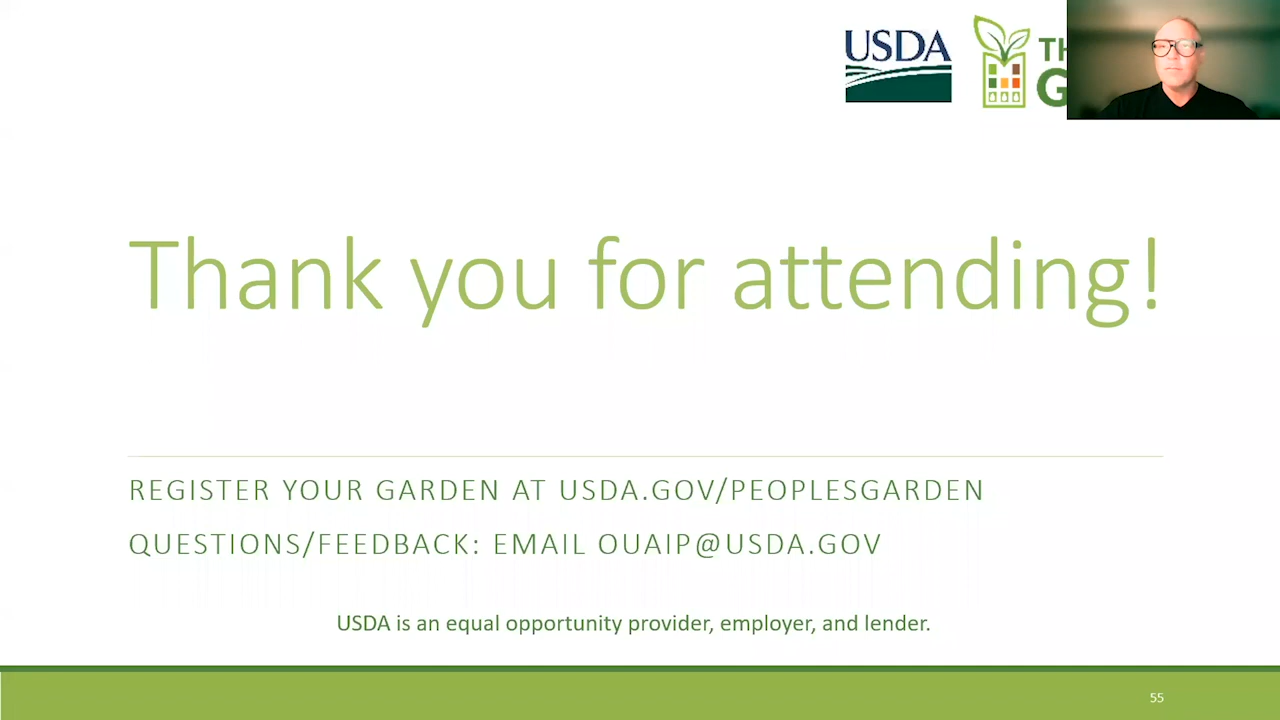 USDA
Thank you for attending!
REGISTER YOUR GARDEN AT USDA.GOV/PEOPLESGARDEN
QUESTIONS/FEEDBACK: EMAIL OUAIP@USDA.GOV
USDA is an equal opportunity provider, employer, and lender.
55